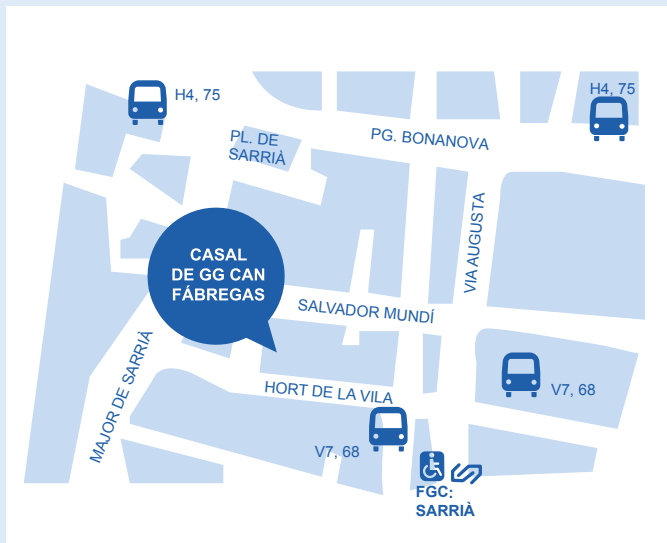 H4, 75
H4, 75
PL. DE
SARRIÀ
PG. BONANOVA
VIA AUGUSTA
CASAL
DE GG CAN
FÁBREGAS
SALVADOR MUNDÍ
MAJOR DE SARRIÀ
HORT DE LA VILA
V7, 68
V7, 68
FGC:
SARRIÀ